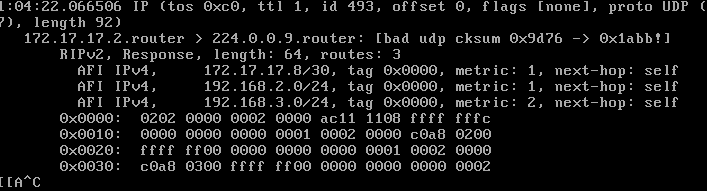 1:04:22.066506 IP (tos 0xc0, ttl 1, id 493, offset 0, flags [none], proto UDP (
7), length 92)
    172.17.17.2.router > 224.0.0.9.router: [bad udp cksum 0x9d76 -> 0x1abb!]
        RIPv2, Response, length: 64, routes: 3
          AFI IPv4,     172.17.17.8/30, tag 0x0000, metric: 1, next-hop: self
          AFI IPv4,     192.168.2.0/24, tag 0x0000, metric: 1, next-hop: self
          AFI IPv4,     192.168.3.0/24, tag 0x0000, metric: 2, next-hop: self
        0x0000:  0202 0000 0002 0000 ac11 1108 ffff fffc
        0x0010:  0000 0000 0000 0001 0002 0000 c0a8 0200
        0x0020:  ffff ff00 0000 0000 0000 0001 0002 0000
        0x0030:  c0a8 0300 ffff ff00 0000 0000 0000 0002
[[A^C